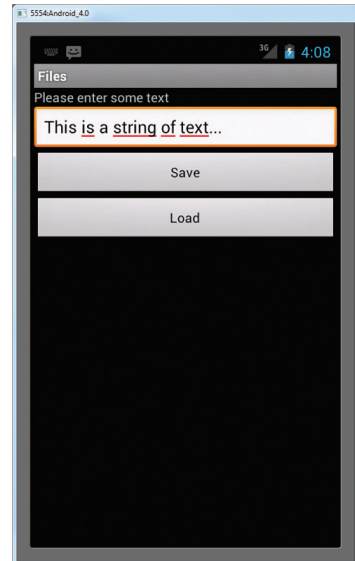 5554:Android_4.0
3G 4:08
Files
Please enter some text
This is a string of text...
Save
Load